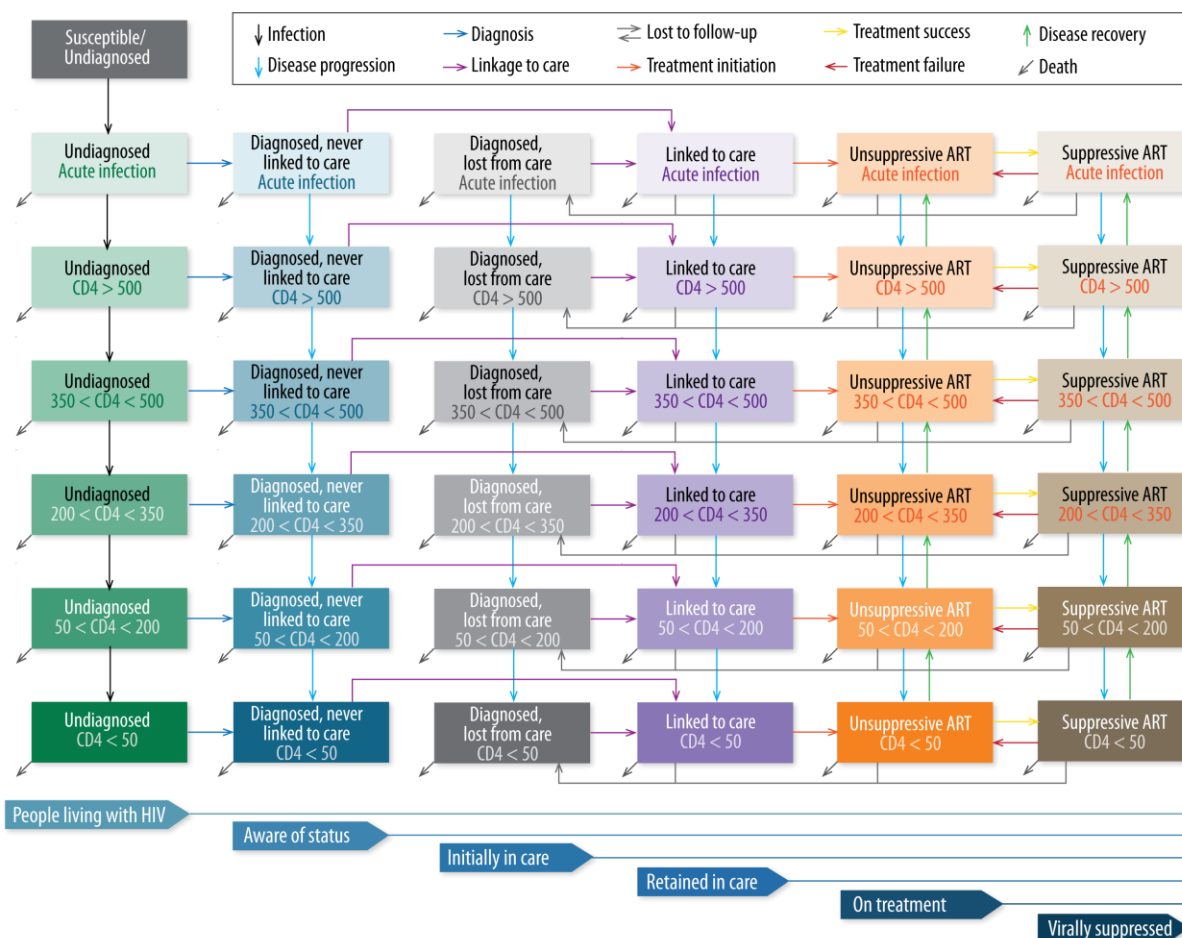 Susceptible/
Undiagnosed
Infection
Diagnosis
Lost to follow-up
Treatment success
Disease recovery
Disease progression
Linkage to care
Treatment initiation
Treatment failure
Death
Undiagnosed
Acute infection
Diagnosed, never
linked to care
Acute infection
Diagnosed,
lost from care
Acute infection
Linked to care
Acute infection
Unsuppressive ART
Acute infection
Suppressive ART
Acute infection
Undiagnosed
CD4 > 500
Diagnosed, never
linked to care
CD4 > 500
Diagnosed,
lost from care
CD4 > 500
Linked to care
CD4 > 500
Unsuppressive ART
CD4 > 500
Suppressive ART
CD4 > 500
Undiagnosed
350 < CD4 < 500
Diagnosed, never
linked to care
350 < CD4 < 500
Diagnosed,
lost from care
350 < CD4 < 500
Linked to care
350 < CD4 < 500
Unsuppressive ART
350 < CD4 < 500
Suppressive ART
350 < CD4 < 500
Undiagnosed
200 < CD4 < 350
Diagnosed, never
linked to care
200 < CD4 < 350
Diagnosed,
lost from care
200 < CD4 < 350
Linked to care
200 < CD4 < 350
Unsuppressive ART
200 < CD4 < 350
Suppressive ART
200 < CD4 < 350
Undiagnosed
50 < CD4 < 200
Diagnosed, never
linked to care
50 < CD4 < 200
Diagnosed,
lost from care
50 < CD4 < 200
Linked to care
50 < CD4 < 200
Unsuppressive ART
50 < CD4 < 200
Suppressive ART
50 < CD4 < 200
Undiagnosed
CD4 < 50
Diagnosed, never
linked to care
CD4 < 50
Diagnosed,
lost from care
CD4 < 50
Linked to care
CD4 < 50
Unsuppressive ART
CD4 < 50
Suppressive ART
CD4 < 50
People living with HIV
Aware of status
Initially in care
Retained in care
On treatment
Virally suppressed